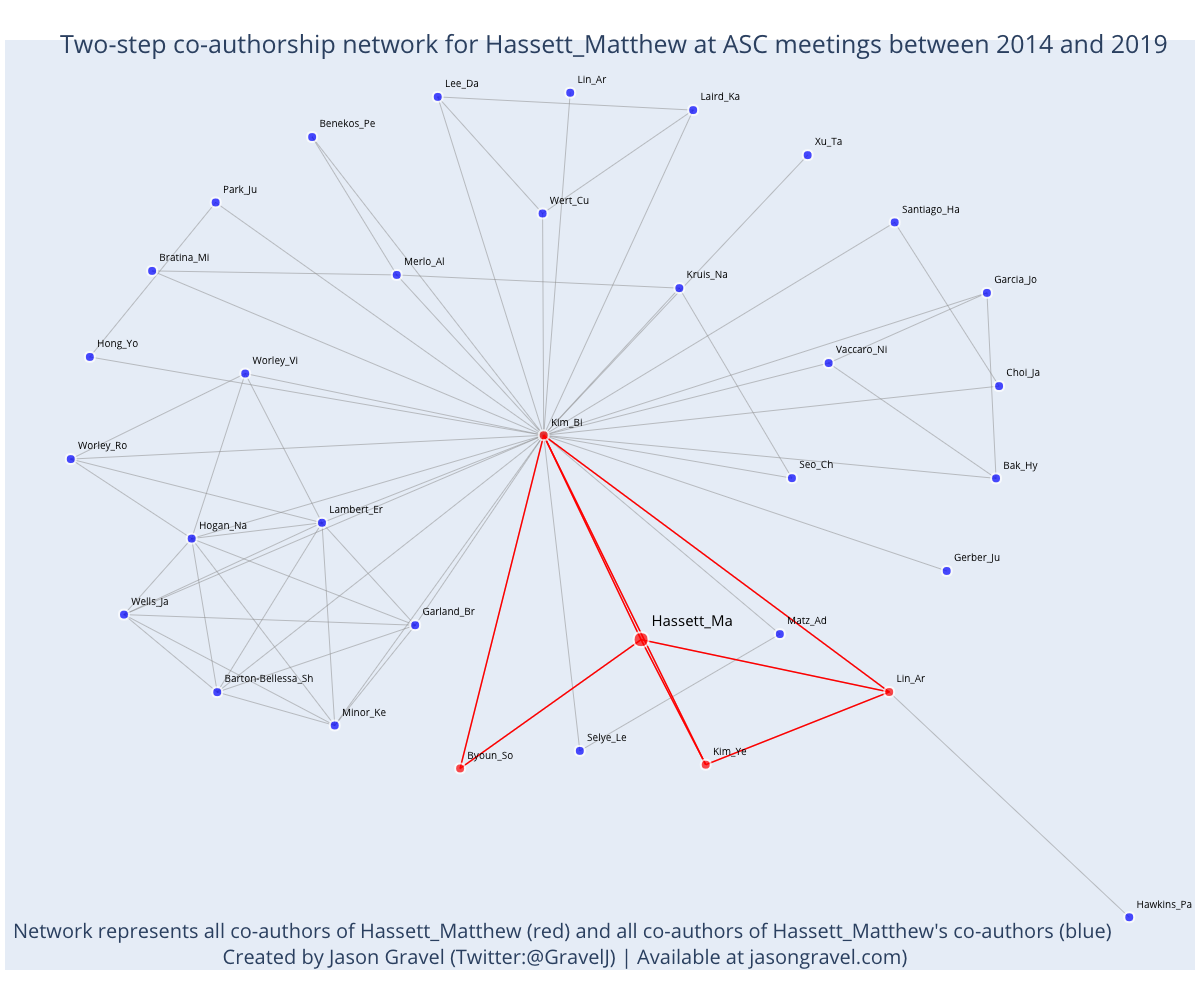 Two-step co-authorship network for Hassett_Matthew at ASC meetings between 2014 and 2019
Lee_Da
Lin_Ar
Laird_Ka
Benekos_Pe
Xu_Ta
Park_Ju
Wert_Cu
Santiago_Ha
Bratina_Mi
Merlo_Al
Kruis_Na
Garcia_Jo
Hong_Yo
Worley_Vi
Vaccaro_Ni
Choi_Ja
Kim_Bi
Worley_Ro
Seo_Ch
Bak_Hy
Lambert_Er
Hogan_Na
Gerber_Ju
Wells_Ja
Garland_Br
Hassett_Ma
Matz_Ad
Barton-Bellessa_Sh
Lin_Ar
Minor_Ke
Selye_Le
Byoun_So
Kim_Ye
Hawkins_Pa
Network represents all co-authors of Hassett_Matthew (red) and all co-authors of Hassett_Matthew's co-authors (blue)
Created by Jason Gravel (Twitter:@GravelJ) | Available at jasongravel.com)